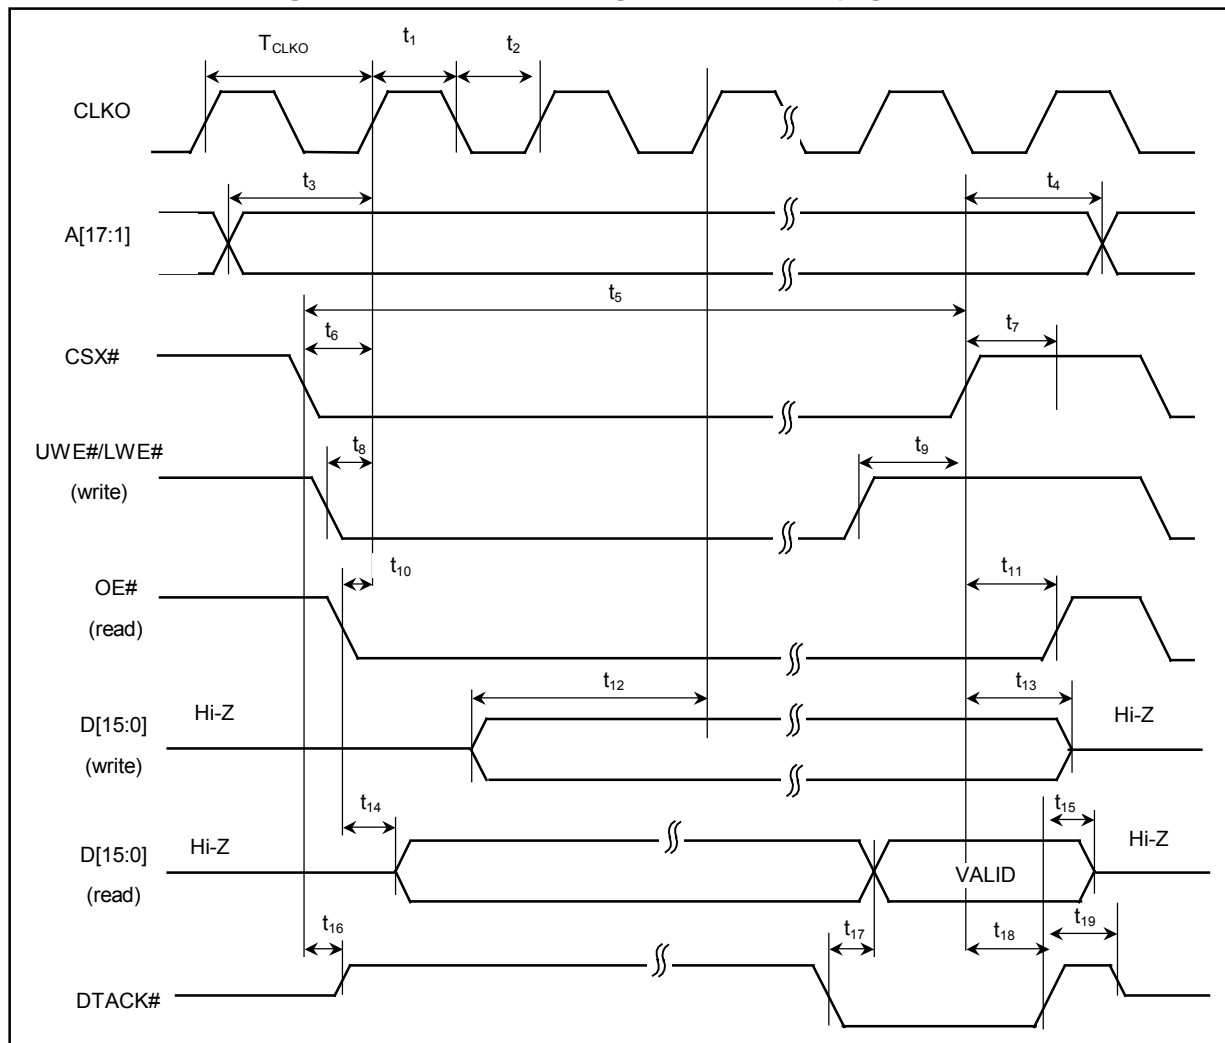 T_CLKO t₁ t₂
CLKO
t₃ t₄
A[17:1]
t₅
t₆ t₇
CSX#
UWE#/LWE# t₈ t₉
(write)
OE# t₁₀ t₁₁
(read)
t₁₂ t₁₃
D[15:0] Hi-Z Hi-Z
(write)
t₁₄ t₁₅
D[15:0] Hi-Z Hi-Z
(read) VALID
t₁₆ t₁₇ t₁₈ t₁₉
DTACK#